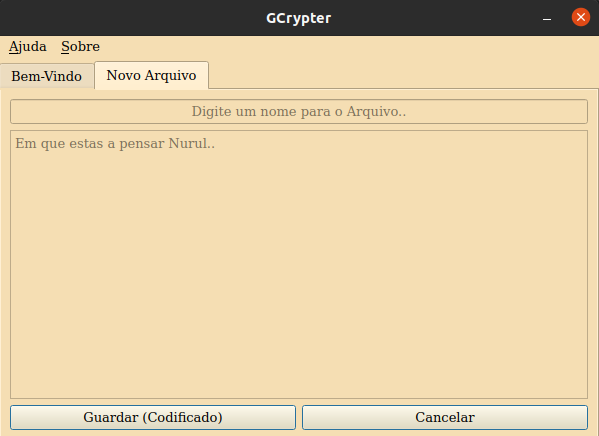 GCrypter
Ajuda Sobre
Bem-Vindo Novo Arquivo
Digite um nome para o Arquivo..
Em que estas a pensar Nurul..
Guardar (Codificado) Cancelar